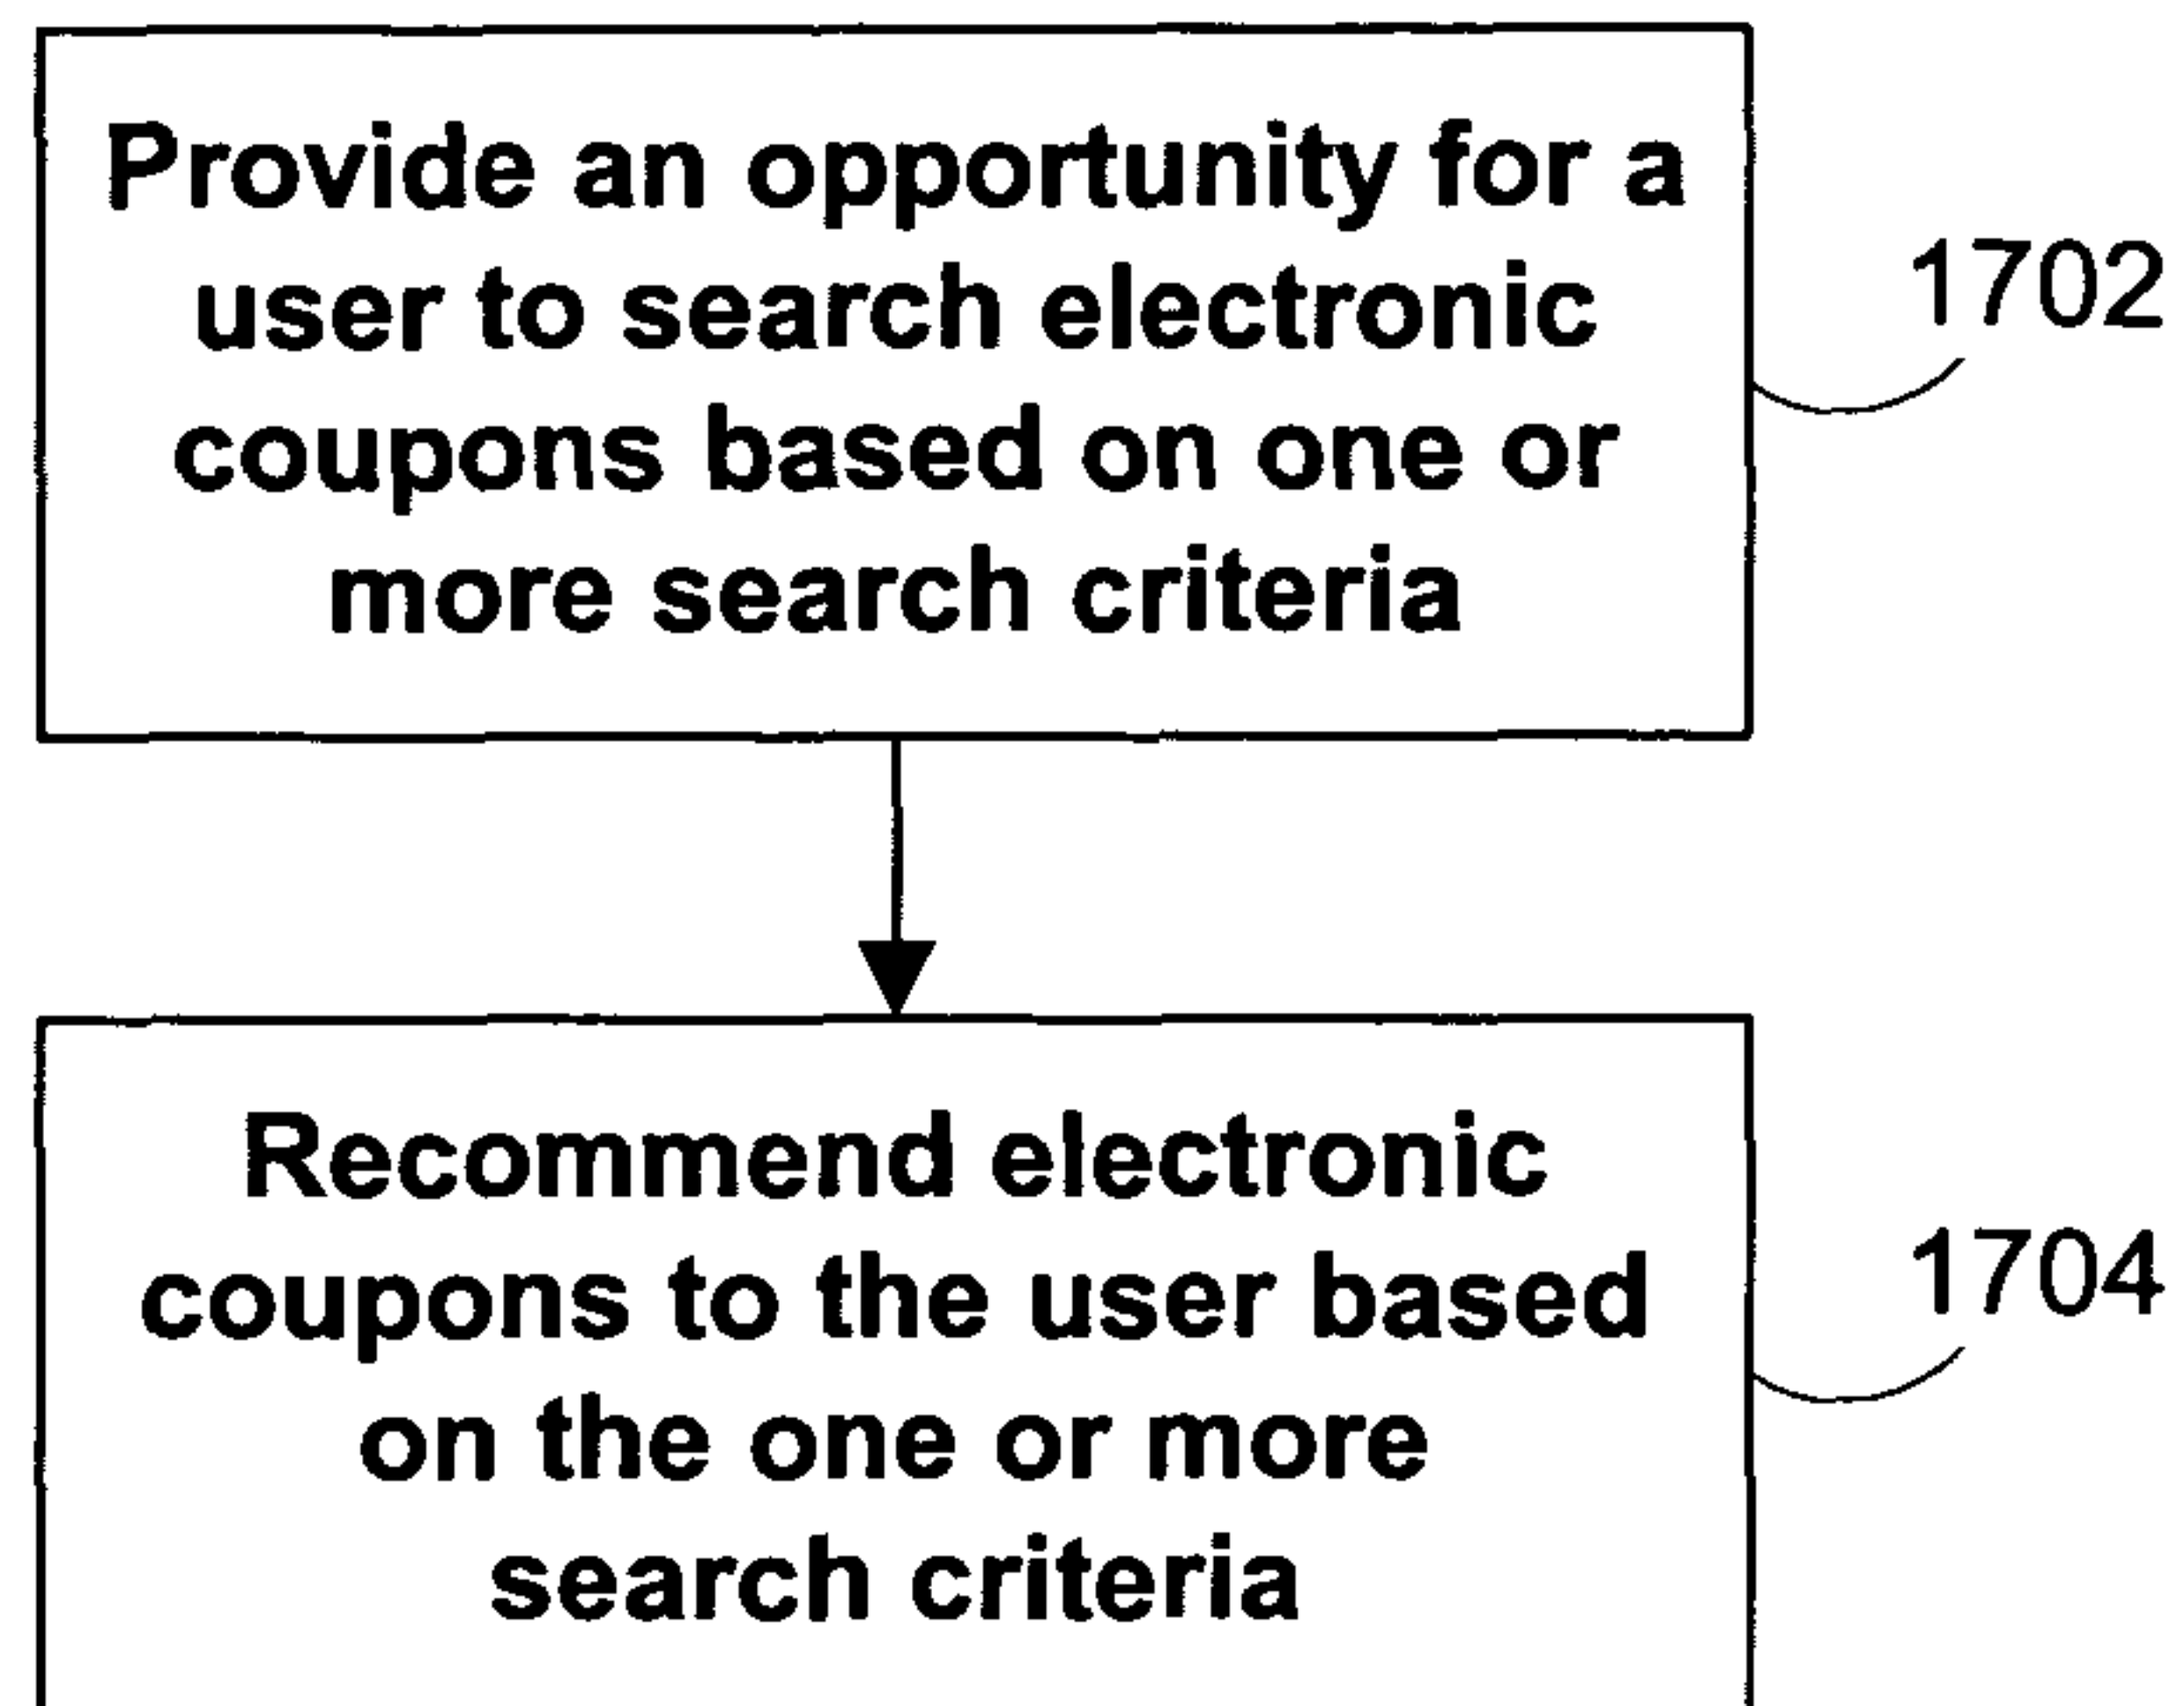 Provide an opportunity for a
user to search electronic
coupons based on one or
more search criteria
1702
Recommend electronic
coupons to the user based
on the one or more
search criteria
1704